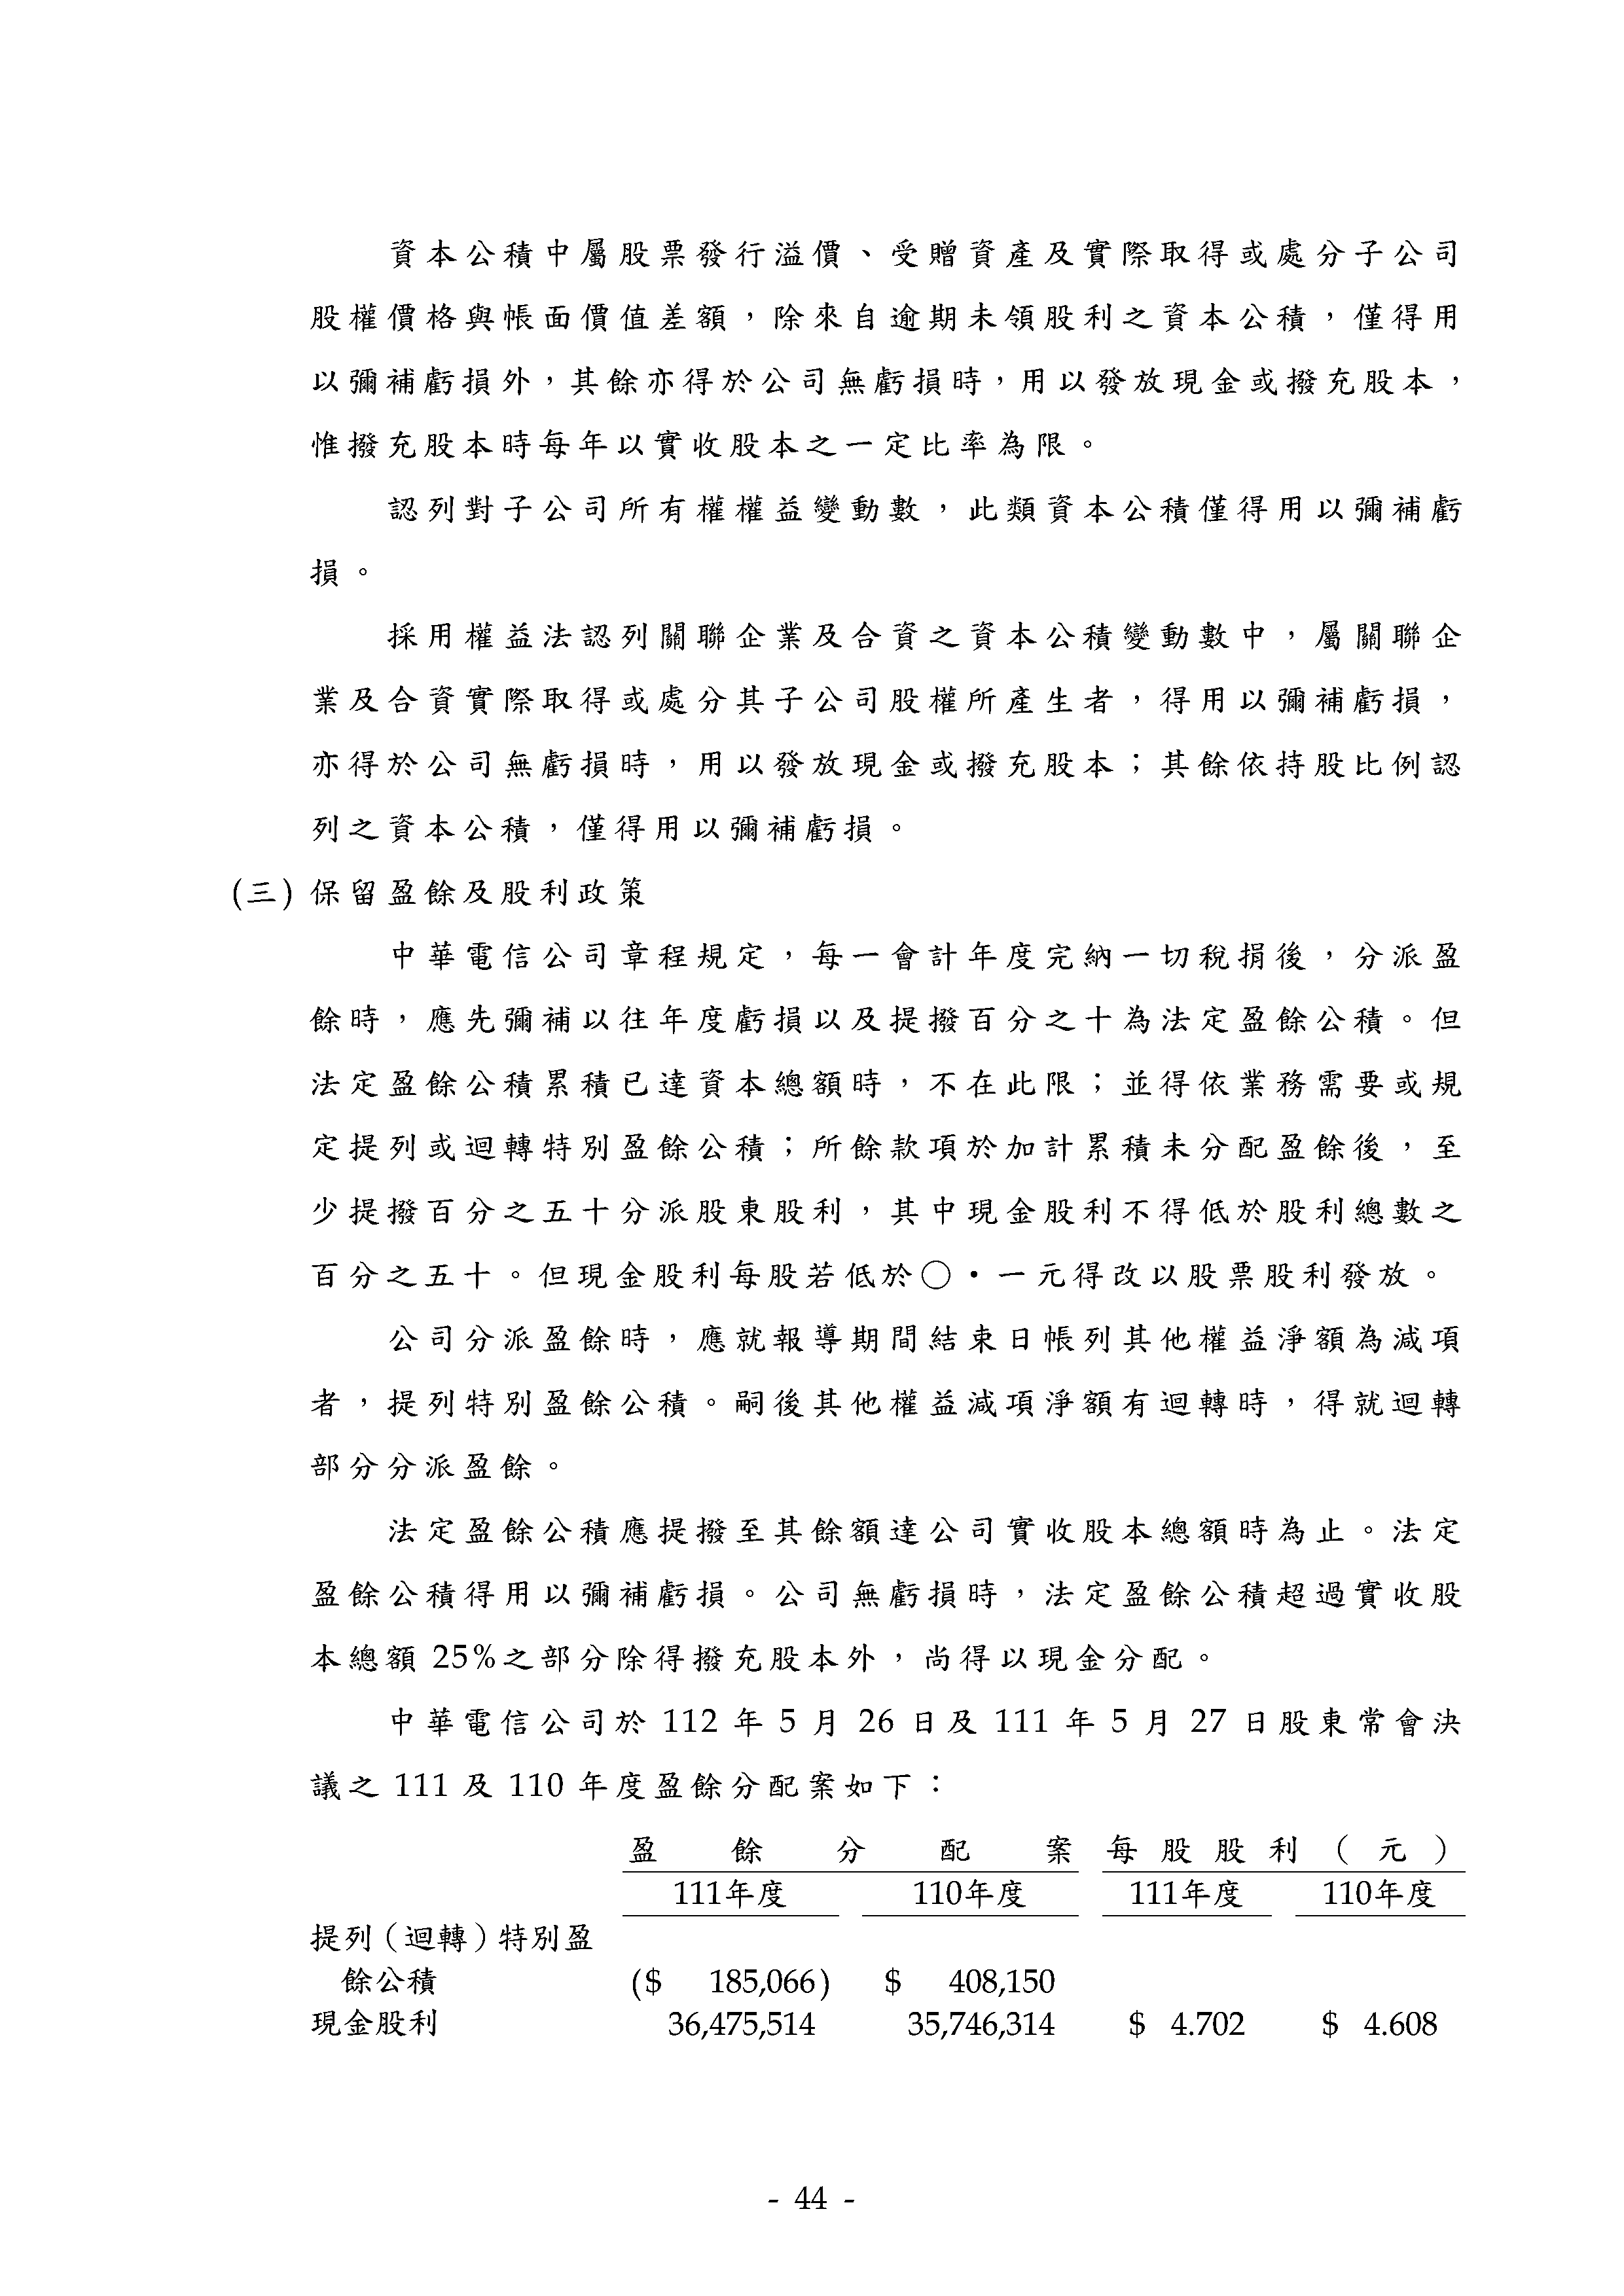 資本公積中屬股票發行溢價、受贈資產及實際取得或處分子公司
股權價格與帳面價值差額，除來自逾期未領股利之資本公積，僅得用
以彌補虧損外，其餘亦得於公司無虧損時，用以發放現金或撥充股本，
惟撥充股本時每年以實收股本之一定比率為限。
認列對子公司所有權權益變動數，此類資本公積僅得用以彌補虧
損。
採用權益法認列關聯企業及合資之資本公積變動數中，屬關聯企
業及合資實際取得或處分其子公司股權所產生者，得用以彌補虧損，
亦得於公司無虧損時，用以發放現金或撥充股本；其餘依持股比例認
列之資本公積，僅得用以彌補虧損。
(三) 保留盈餘及股利政策
中華電信公司章程規定，每一會計年度完納一切稅捐後，分派盈
餘時，應先彌補以往年度虧損以及提撥百分之十為法定盈餘公積。但
法定盈餘公積累積已達資本總額時，不在此限；並得依業務需要或規
定提列或迴轉特別盈餘公積；所餘款項於加計累積未分配盈餘後，至
少提撥百分之五十分派股東股利，其中現金股利不得低於股利總數之
百分之五十。但現金股利每股若低於○・一元得改以股票股利發放。
公司分派盈餘時，應就報導期間結束日帳列其他權益淨額為減項
者，提列特別盈餘公積。嗣後其他權益減項淨額有迴轉時，得就迴轉
部分分派盈餘。
法定盈餘公積應提撥至其餘額達公司實收股本總額時為止。法定
盈餘公積得用以彌補虧損。公司無虧損時，法定盈餘公積超過實收股
本總額 25%之部分除得撥充股本外，尚得以現金分配。
中華電信公司於 112 年 5 月 26 日及 111 年 5 月 27 日股東常會決
議之 111 及 110 年度盈餘分配案如下：
盈餘分配案 每股股利（元）
111年度 110年度 111年度 110年度
提列（迴轉）特別盈
餘公積 ($ 185,066) $ 408,150
現金股利 36,475,514 35,746,314 $ 4.702 $ 4.608
- 44 -